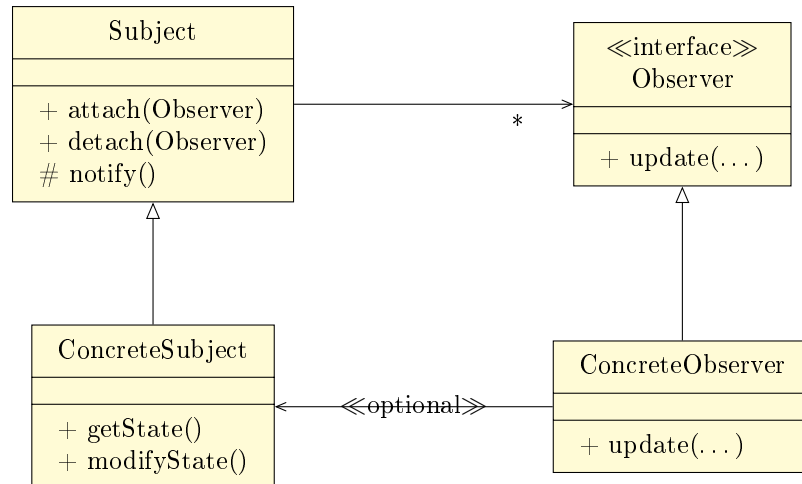 Subject
+ attach(Observer)
+ detach(Observer)
# notify()
≪interface≫
Observer
+ update(...)
*
ConcreteSubject
+ getState()
+ modifyState()
≪optional≫
ConcreteObserver
+ update(...)